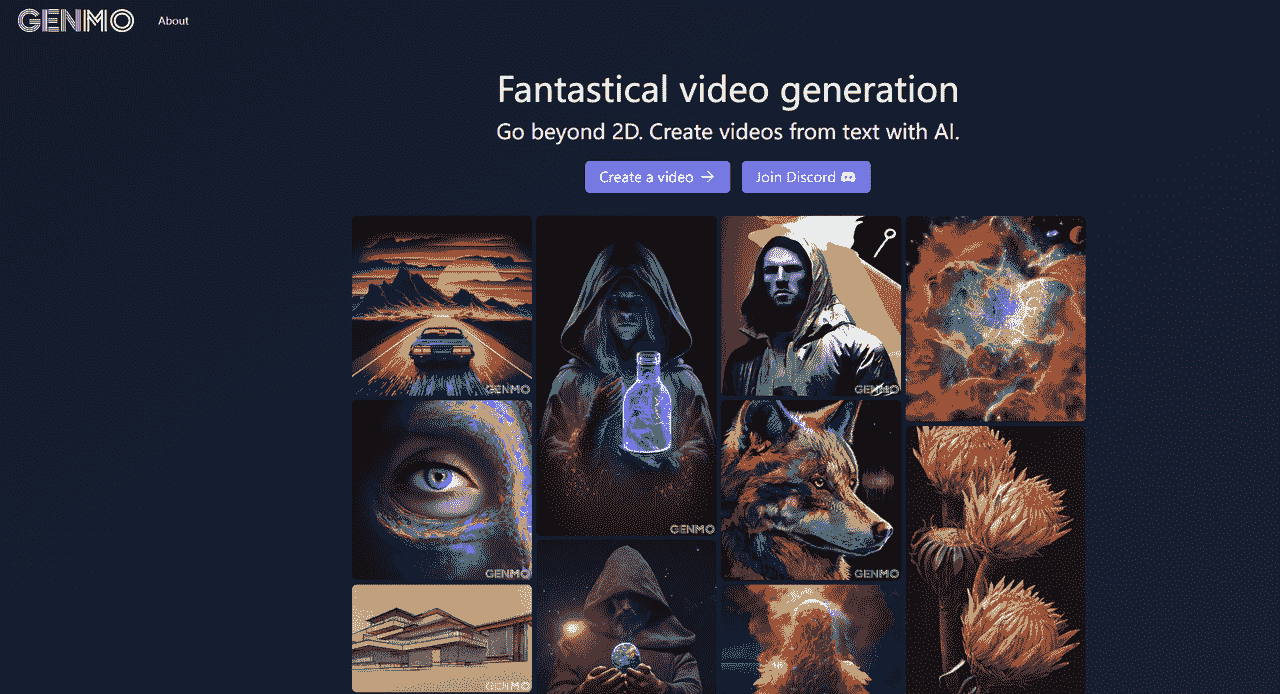 GENMO About
Fantastical video generation
Go beyond 2D. Create videos from text with AI.
Create a video → Join Discord
GENMO
GENMO
GENMO
GENMO
GENMO
GENMO